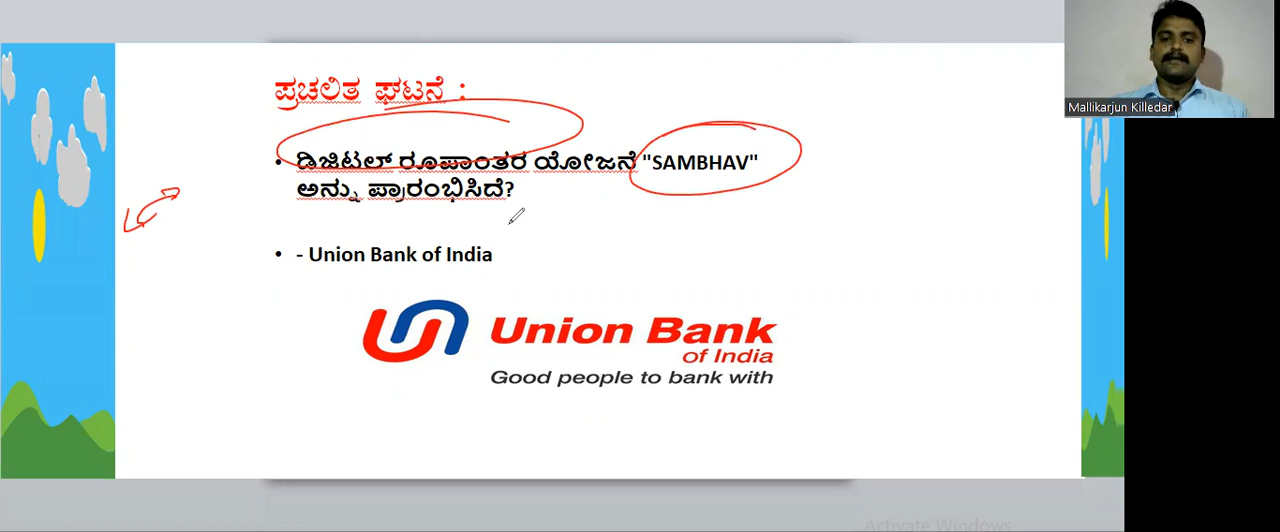 ಪ್ರಚಲಿತ ಘಟನೆ :
Mallikarjun Killedar
• ಡಿಜಿಟಲ್ ರೂಪಾಂತರ ಯೋಜನೆ "SAMBHAV"
ಅನ್ನು ಪ್ರಾರಂಭಿಸಿದೆ?
• - Union Bank of India
Union Bank
of India
Good people to bank with
Activate Windows